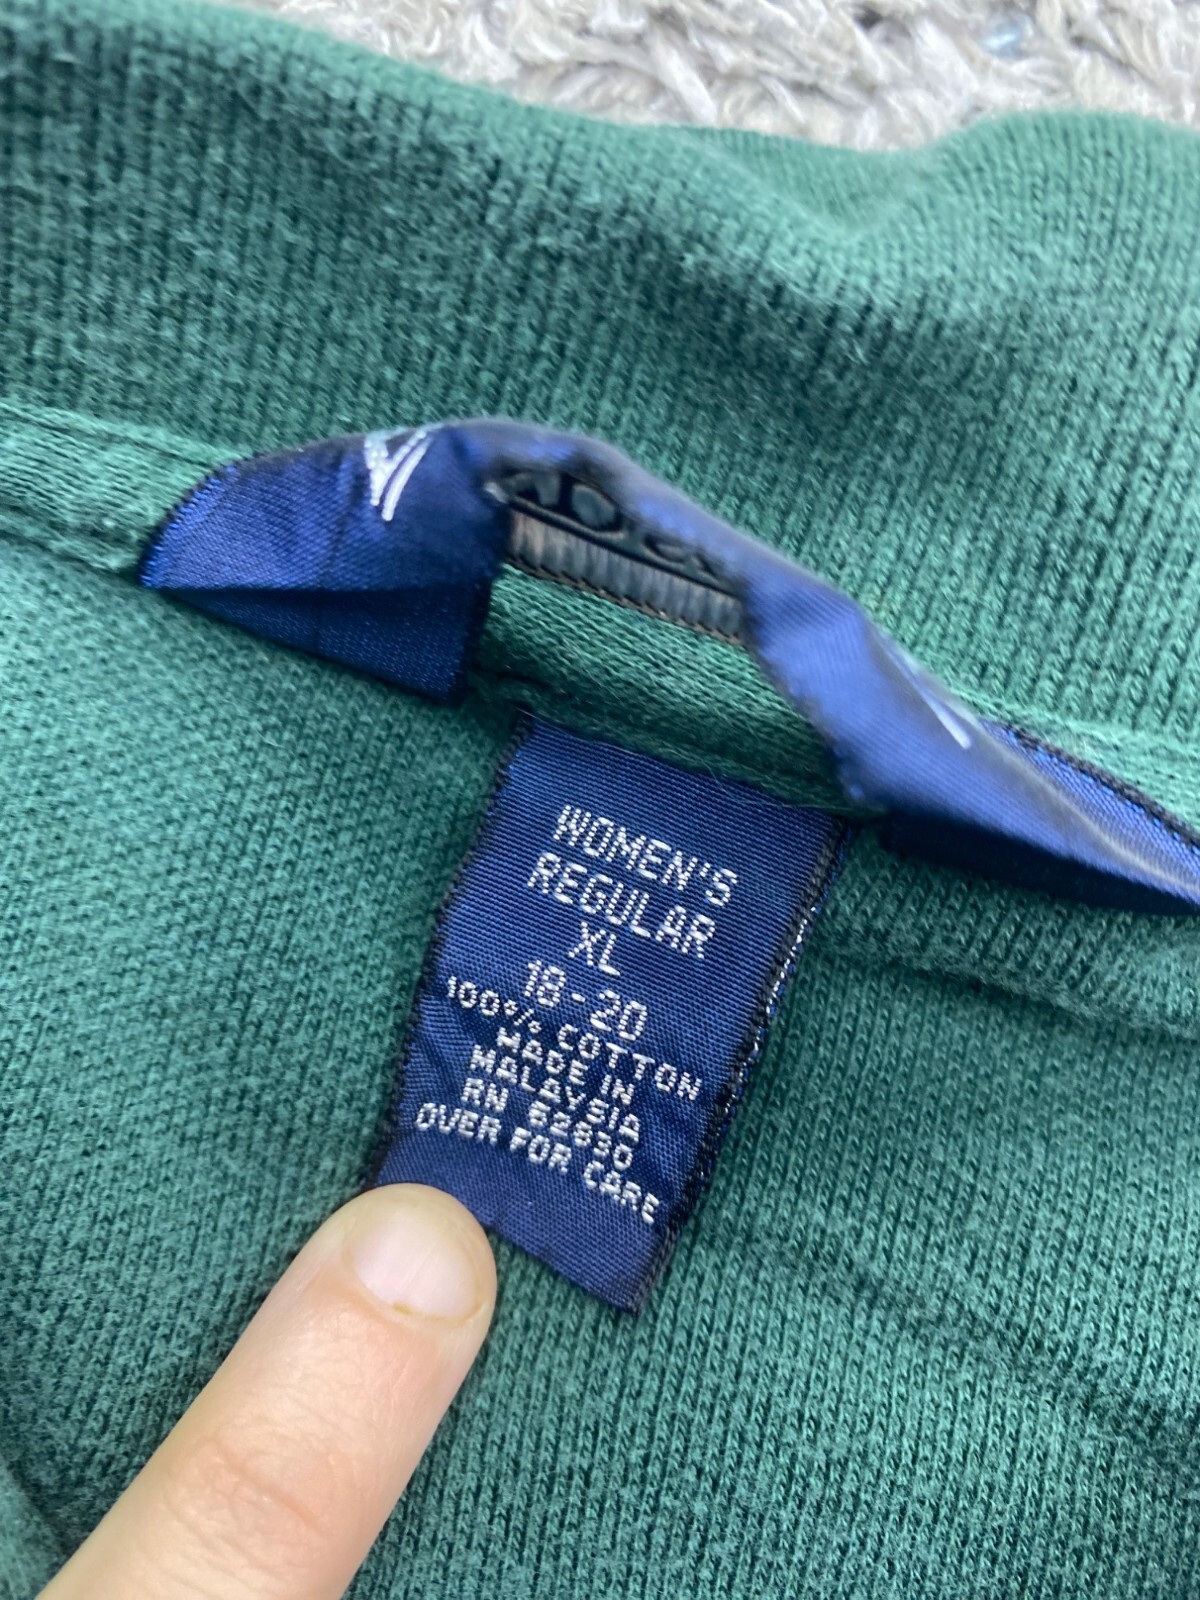 WOMEN'S
REGULAR
XL
18-20
100% COTTON
MADE IN
MALAYSIA
RN 62830
OVER FOR CARE